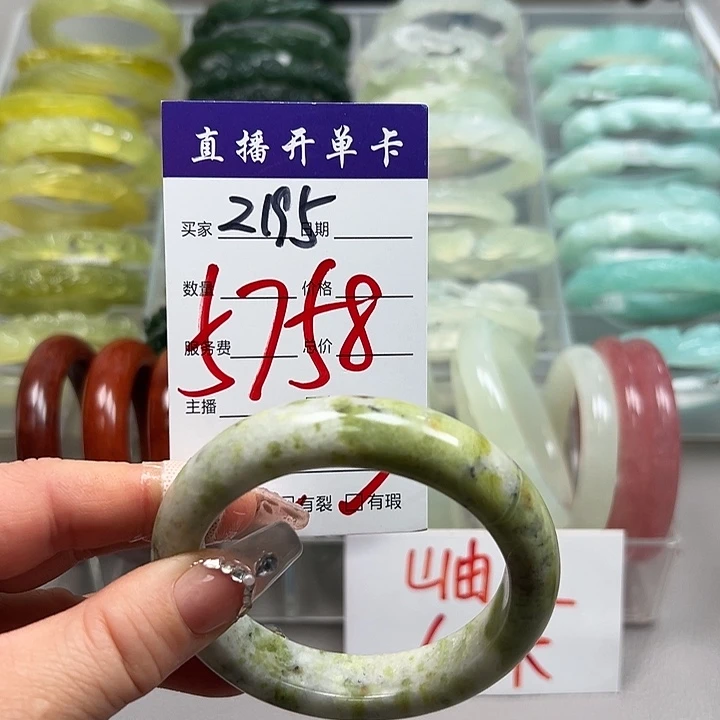 直播开单卡
买家 2195 日期
数量 价格
5758
服务费 总价
主播
有裂 有瑕
岫